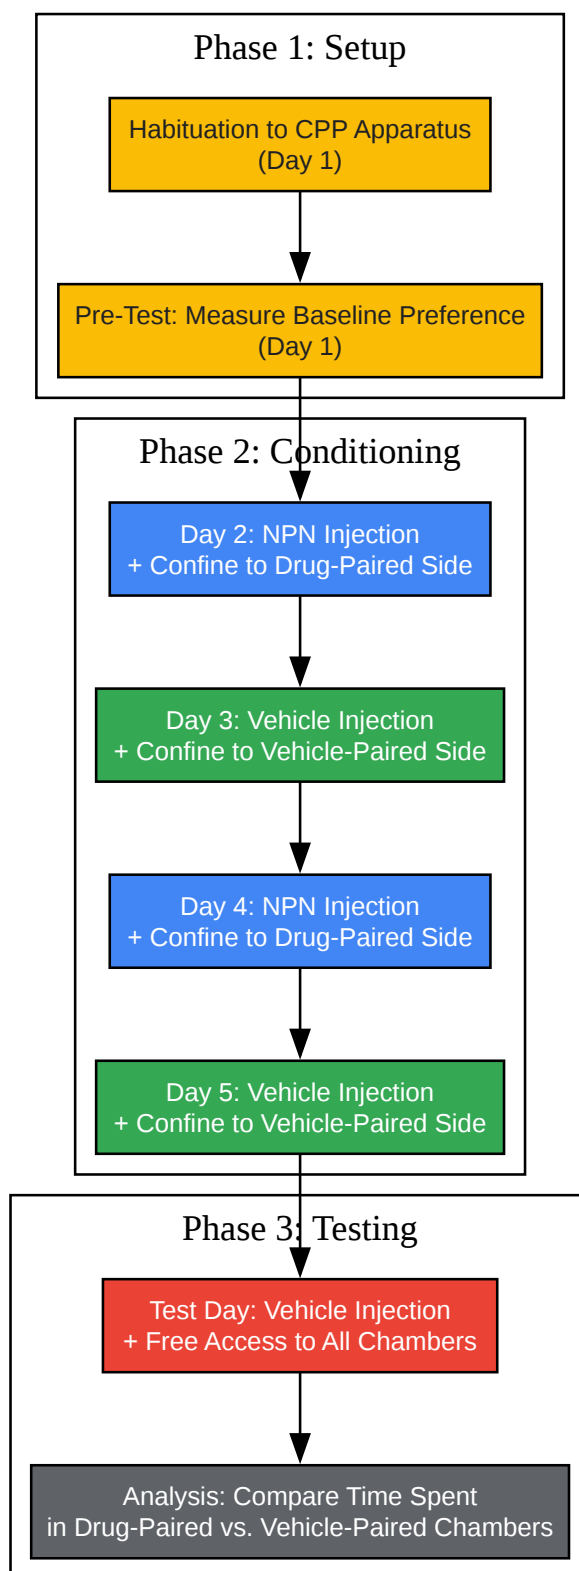 Phase 1: Setup
Habituation to CPP Apparatus
(Day 1)
Pre-Test: Measure Baseline Preference
(Day 1)
Phase 2: Conditioning
Day 2: NPN Injection
+ Confine to Drug-Paired Side
Day 3: Vehicle Injection
+ Confine to Vehicle-Paired Side
Day 4: NPN Injection
+ Confine to Drug-Paired Side
Day 5: Vehicle Injection
+ Confine to Vehicle-Paired Side
Phase 3: Testing
Test Day: Vehicle Injection
+ Free Access to All Chambers
Analysis: Compare Time Spent
in Drug-Paired vs. Vehicle-Paired Chambers